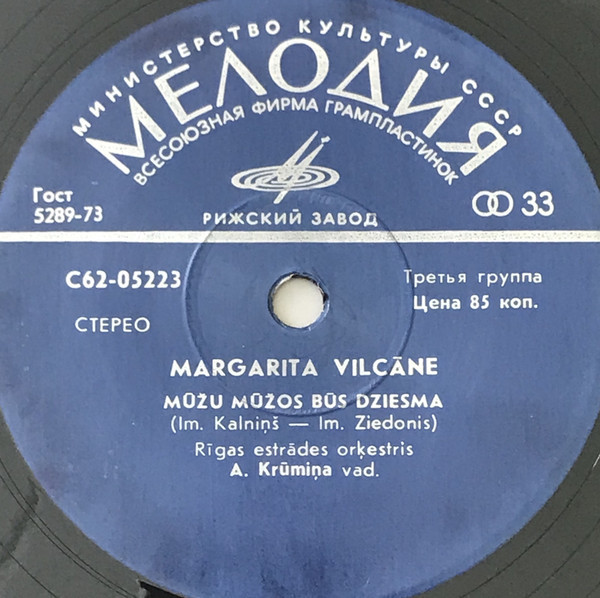 МИНИСТЕРСТВО КУЛЬТУРЫ СССР
МЕЛОДИЯ
ВСЕСОЮЗНАЯ ФИРМА ГРАМПЛАСТИНОК
Гост
5289-73
РИЖСКИЙ ЗАВОД
33
С62-05223
Третья группа
Цена 85 коп.
СТЕРЕО
MARGARITA VILCĀNE
MŪŽU MŪŽOS BŪS DZIESMA
(Im. Kalniņš — Im. Ziedonis)
Rīgas estrādes orķestris
A. Krūmiņa vad.